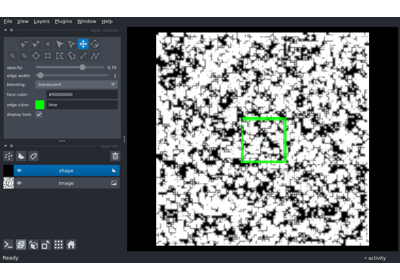 File View Layers Plugins Window Help
layer controls
opacity: 0.70
edge width: 1
blending: translucent
face color: #00000000
edge color: lime
display text: ✓
layer list
shape
image
Ready
activity